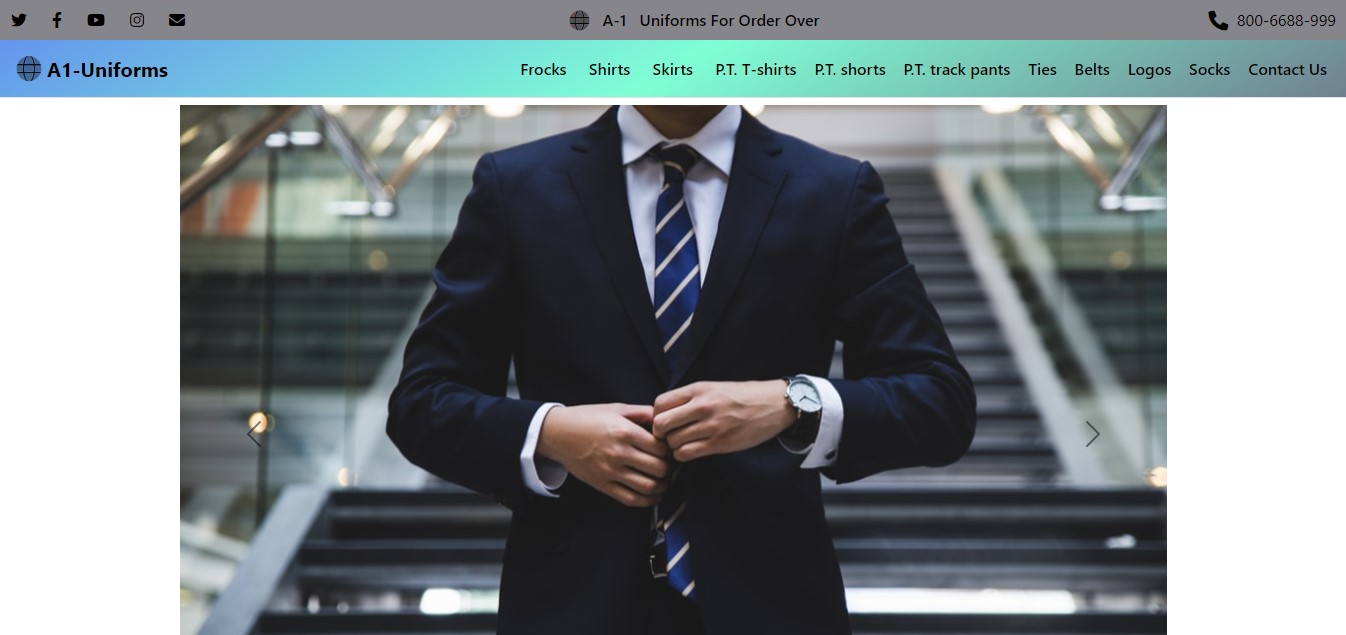 A-1 Uniforms For Order Over
800-6688-999
A1-Uniforms
Frocks Shirts Skirts P.T. T-shirts P.T. shorts P.T. track pants Ties Belts Logos Socks Contact Us